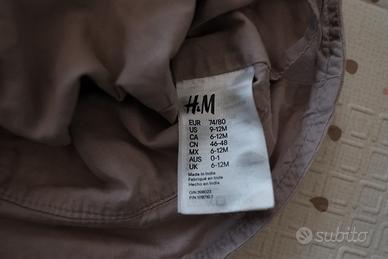 H&M
EUR 74/80
US 9-12M
CA 6-12M
CN 46-48
MX 6-12M
AUS 0-1
UK 6-12M
Made in India
Fabriqué en Inde
Hecho en India
subito